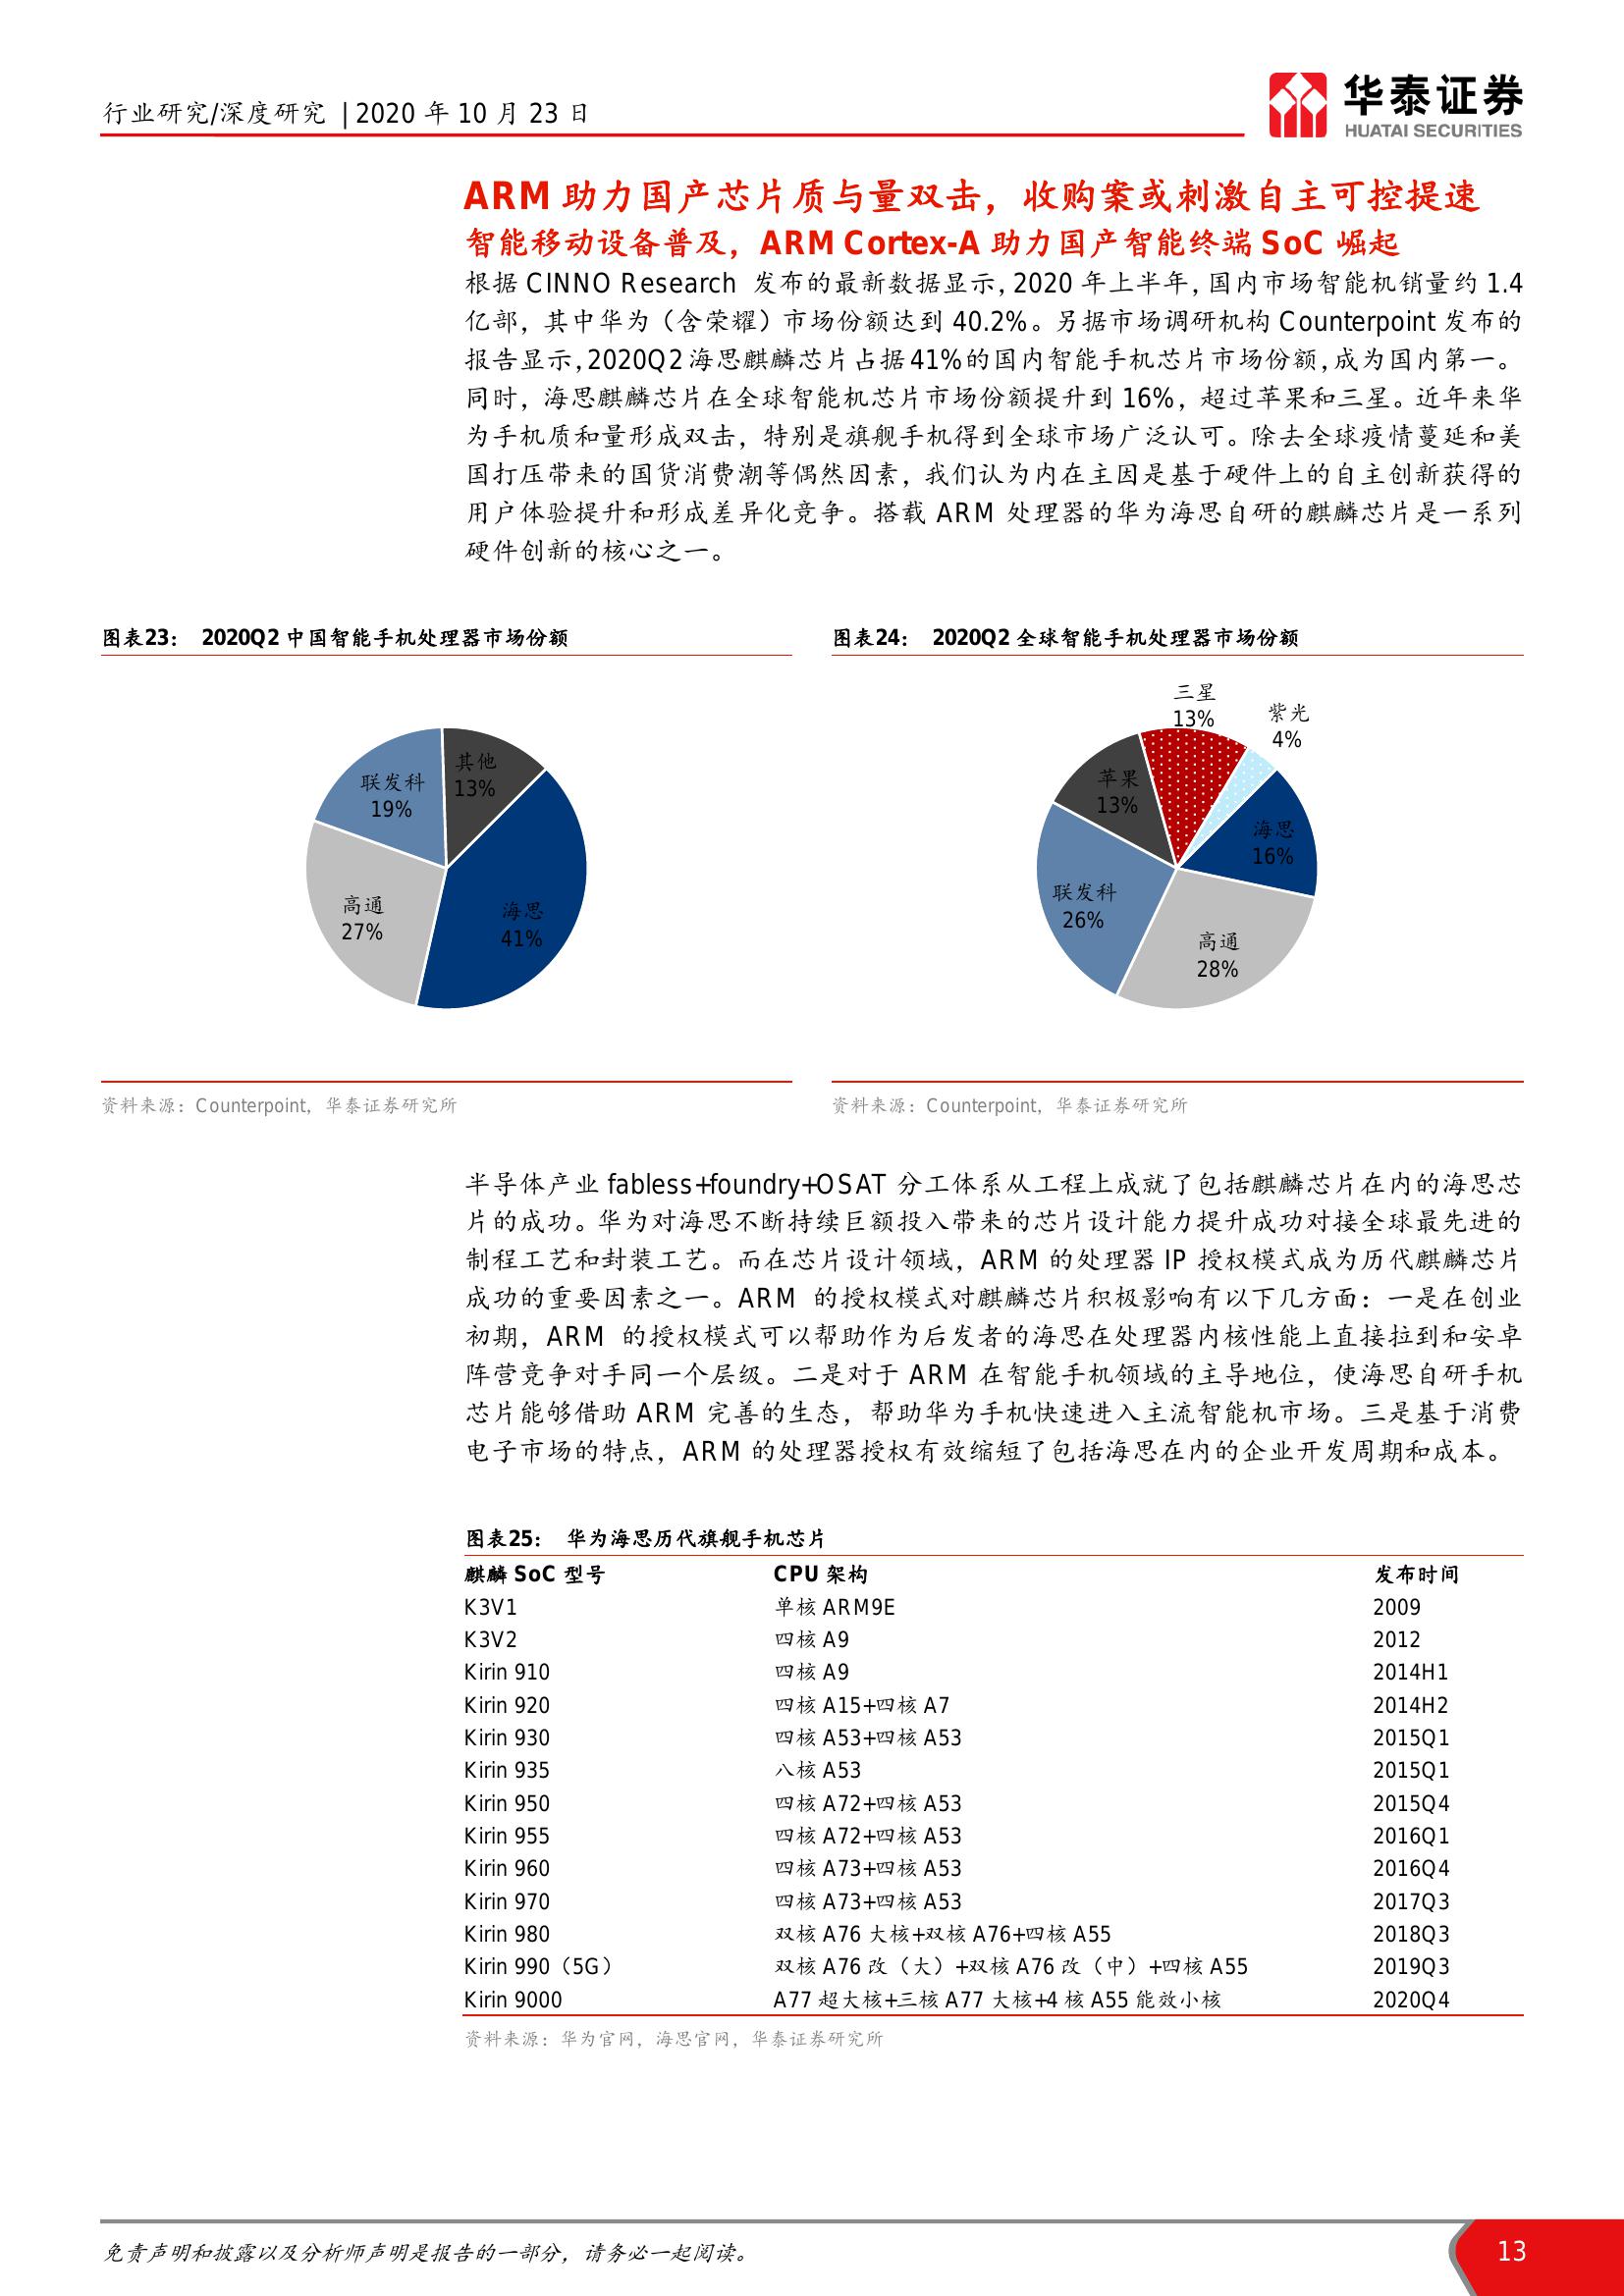 行业研究/深度研究 | 2020 年 10 月 23 日
华泰证券
HUATAI SECURITIES
ARM 助力国产芯片质与量双击，收购案或刺激自主可控提速
智能移动设备普及，ARM Cortex-A 助力国产智能终端 SoC 崛起
根据 CINNO Research 发布的最新数据显示，2020 年上半年，国内市场智能机销量约 1.4
亿部，其中华为（含荣耀）市场份额达到 40.2%。另据市场调研机构 Counterpoint 发布的
报告显示，2020Q2 海思麒麟芯片占据 41%的国内智能手机芯片市场份额，成为国内第一。
同时，海思麒麟芯片在全球智能机芯片市场份额提升到 16%，超过苹果和三星。近年来华
为手机质和量形成双击，特别是旗舰手机得到全球市场广泛认可。除去全球疫情蔓延和美
国打压带来的国货消费潮等偶然因素，我们认为内在主因是基于硬件上的自主创新获得的
用户体验提升和形成差异化竞争。搭载 ARM 处理器的华为海思自研的麒麟芯片是一系列
硬件创新的核心之一。
图表23： 2020Q2 中国智能手机处理器市场份额
其他
13%
联发科
19%
高通
27%
海思
41%
资料来源：Counterpoint，华泰证券研究所
图表24： 2020Q2 全球智能手机处理器市场份额
三星
13%
紫光
4%
苹果
13%
海思
16%
联发科
26%
高通
28%
资料来源：Counterpoint，华泰证券研究所
半导体产业 fabless+foundry+OSAT 分工体系从工程上成就了包括麒麟芯片在内的海思芯
片的成功。华为对海思不断持续巨额投入带来的芯片设计能力提升成功对接全球最先进的
制程工艺和封装工艺。而在芯片设计领域，ARM 的处理器 IP 授权模式成为历代麒麟芯片
成功的重要因素之一。ARM 的授权模式对麒麟芯片积极影响有以下几方面：一是在创业
初期，ARM 的授权模式可以帮助作为后发者的海思在处理器内核性能上直接拉到和安卓
阵营竞争对手同一个层级。二是对于 ARM 在智能手机领域的主导地位，使海思自研手机
芯片能够借助 ARM 完善的生态，帮助华为手机快速进入主流智能机市场。三是基于消费
电子市场的特点，ARM 的处理器授权有效缩短了包括海思在内的企业开发周期和成本。
图表25： 华为海思历代旗舰手机芯片
麒麟 SoC 型号 CPU 架构 发布时间
K3V1 单核 ARM9E 2009
K3V2 四核 A9 2012
Kirin 910 四核 A9 2014H1
Kirin 920 四核 A15+四核 A7 2014H2
Kirin 930 四核 A53+四核 A53 2015Q1
Kirin 935 八核 A53 2015Q1
Kirin 950 四核 A72+四核 A53 2015Q4
Kirin 955 四核 A72+四核 A53 2016Q1
Kirin 960 四核 A73+四核 A53 2016Q4
Kirin 970 四核 A73+四核 A53 2017Q3
Kirin 980 双核 A76 大核+双核 A76+四核 A55 2018Q3
Kirin 990（5G） 双核 A76 改（大）+双核 A76 改（中）+四核 A55 2019Q3
Kirin 9000 A77 超大核+三核 A77 大核+4 核 A55 能效小核 2020Q4
资料来源：华为官网，海思官网，华泰证券研究所
免责声明和披露以及分析师声明是报告的一部分，请务必一起阅读。
13